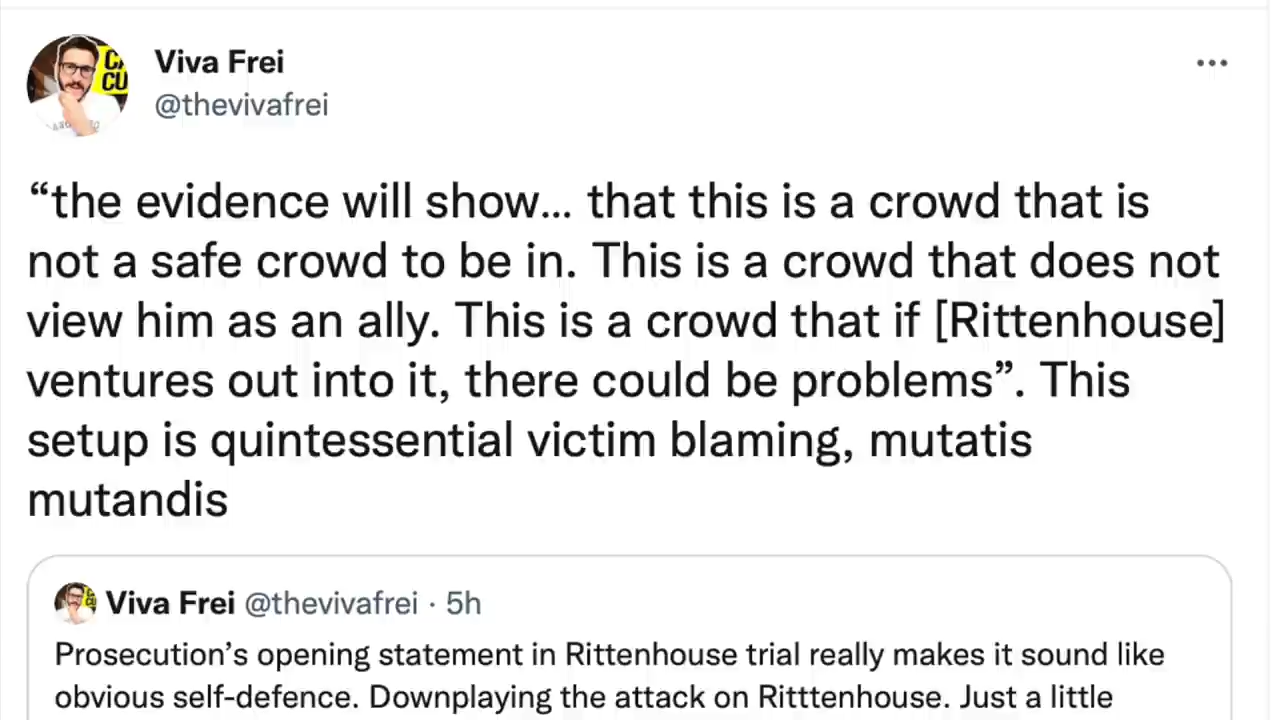 Viva Frei
@thevivafrei
“the evidence will show... that this is a crowd that is
not a safe crowd to be in. This is a crowd that does not
view him as an ally. This is a crowd that if [Rittenhouse]
ventures out into it, there could be problems”. This
setup is quintessential victim blaming, mutatis
mutandis
Viva Frei @thevivafrei · 5h
Prosecution’s opening statement in Rittenhouse trial really makes it sound like
obvious self-defence. Downplaying the attack on Ritttenhouse. Just a little